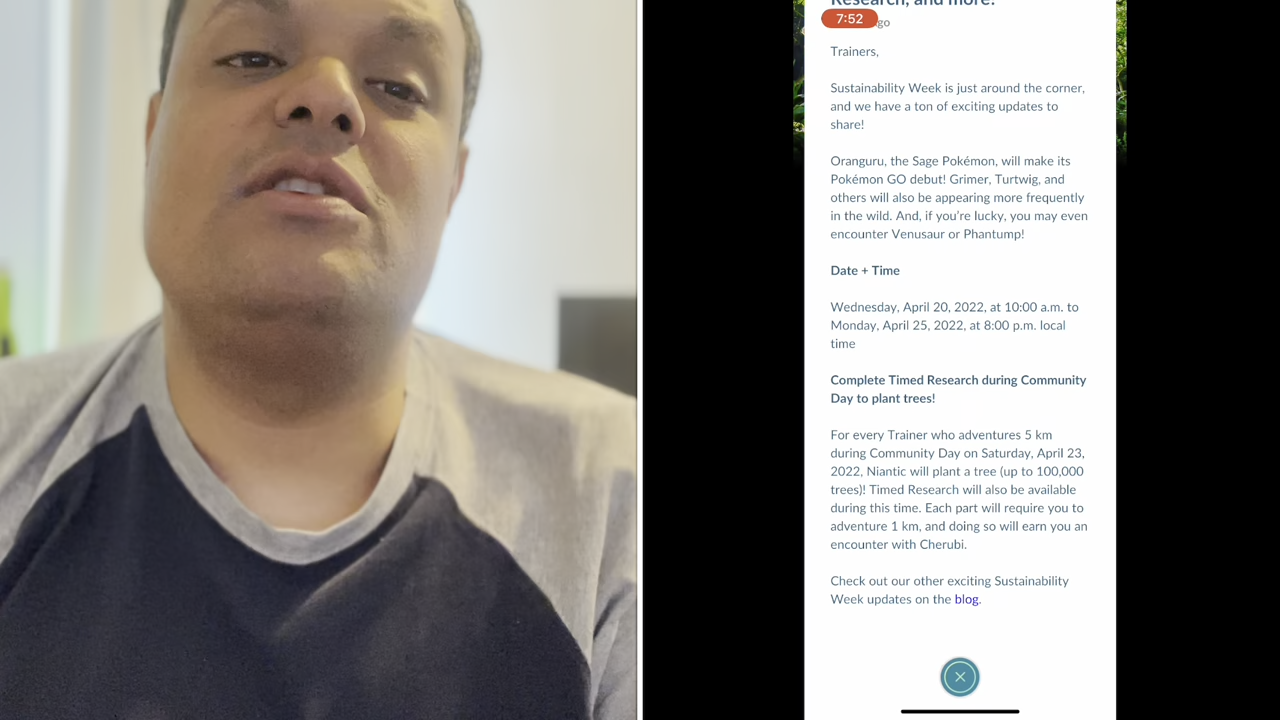 Research, and more!
7:52
go
Trainers,
Sustainability Week is just around the corner,
and we have a ton of exciting updates to
share!
Oranguru, the Sage Pokémon, will make its
Pokémon GO debut! Grimer, Turtwig, and
others will also be appearing more frequently
in the wild. And, if you're lucky, you may even
encounter Venusaur or Phantump!
Date + Time
Wednesday, April 20, 2022, at 10:00 a.m. to
Monday, April 25, 2022, at 8:00 p.m. local
time
Complete Timed Research during Community
Day to plant trees!
For every Trainer who adventures 5 km
during Community Day on Saturday, April 23,
2022, Niantic will plant a tree (up to 100,000
trees)! Timed Research will also be available
during this time. Each part will require you to
adventure 1 km, and doing so will earn you an
encounter with Cherubi.
Check out our other exciting Sustainability
Week updates on the blog.